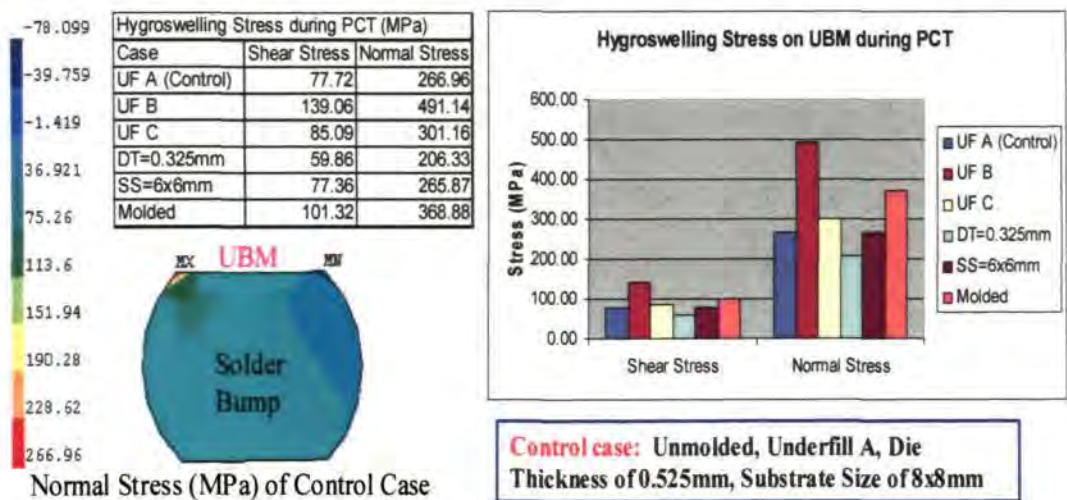 -78.099
-39.759
-1.419
36.921
75.26
113.6
151.94
190.28
228.62
266.96
Hygroswelling Stress during PCT (MPa)
Case Shear Stress Normal Stress
UF A (Control) 77.72 266.96
UF B 139.06 491.14
UF C 85.09 301.16
DT=0.325mm 59.86 206.33
SS=6x6mm 77.36 265.87
Molded 101.32 368.88
MX UBM MN
Solder
Bump
Normal Stress (MPa) of Control Case
Hygroswelling Stress on UBM during PCT
Stress (MPa)
600.00
500.00
400.00
300.00
200.00
100.00
0.00
Shear Stress Normal Stress
UF A (Control)
UF B
UF C
DT=0.325mm
SS=6x6mm
Molded
Control case: Unmolded, Underfill A, Die
Thickness of 0.525mm, Substrate Size of 8x8mm